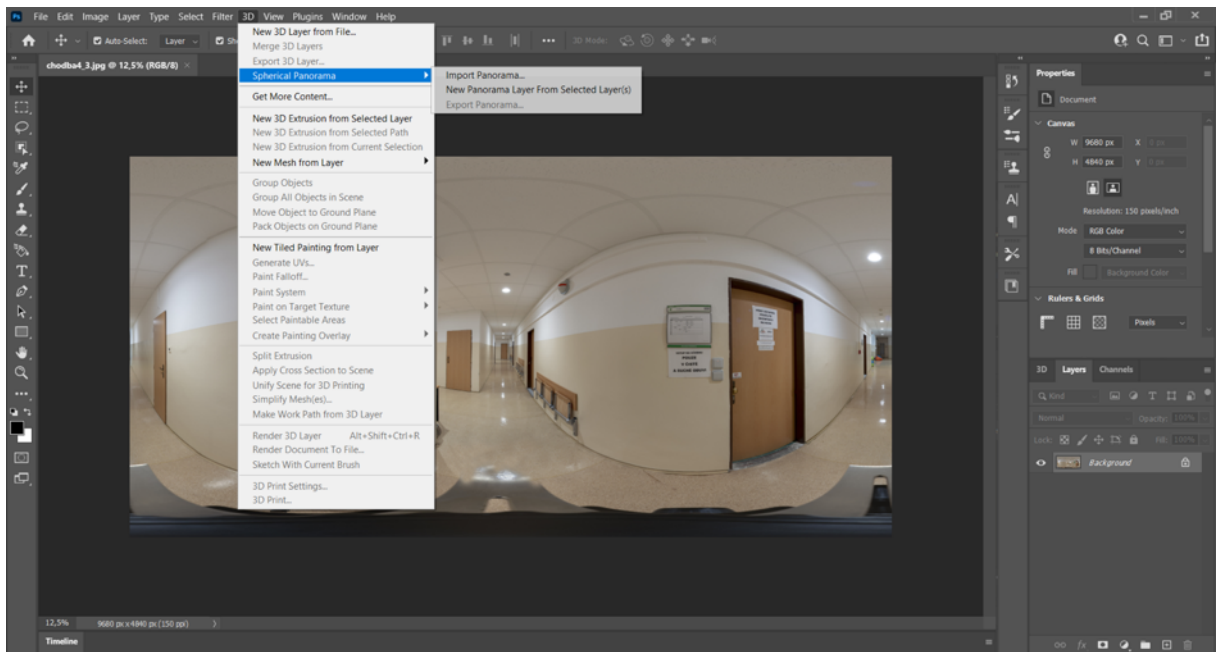 File Edit Image Layer Type Select Filter 3D View Plugins Window Help
Auto-Select: Layer
3D Mode:
chodba4_3.jpg @ 12,5% (RGB/8)
New 3D Layer from File...
Merge 3D Layers
Export 3D Layer...
Spherical Panorama
Get More Content...
New 3D Extrusion from Selected Layer
New 3D Extrusion from Selected Path
New 3D Extrusion from Current Selection
New Mesh from Layer
Group Objects
Group All Objects in Scene
Move Object to Ground Plane
Pack Objects on Ground Plane
New Tiled Painting from Layer
Generate UVs...
Paint Falloff...
Paint System
Paint on Target Texture
Select Paintable Areas
Create Painting Overlay
Split Extrusion
Apply Cross Section to Scene
Unify Scene for 3D Printing
Simplify Mesh(es)...
Make Work Path from 3D Layer
Render 3D Layer Alt+Shift+Ctrl+R
Render Document To File...
Sketch With Current Brush
3D Print Settings...
3D Print...
Import Panorama...
New Panorama Layer From Selected Layer(s)
Export Panorama...
Properties
Document
Canvas
W 9680 px X 0 px
H 4840 px Y 0 px
Resolution: 150 pixels/inch
Mode RGB Color
8 Bits/Channel
Fill Background Color
Rulers & Grids
Pixels
3D Layers Channels
Kind
Normal Opacity: 100%
Lock: Fill: 100%
Background
12,5% 9680 px x 4840 px (150 ppi)
Timeline